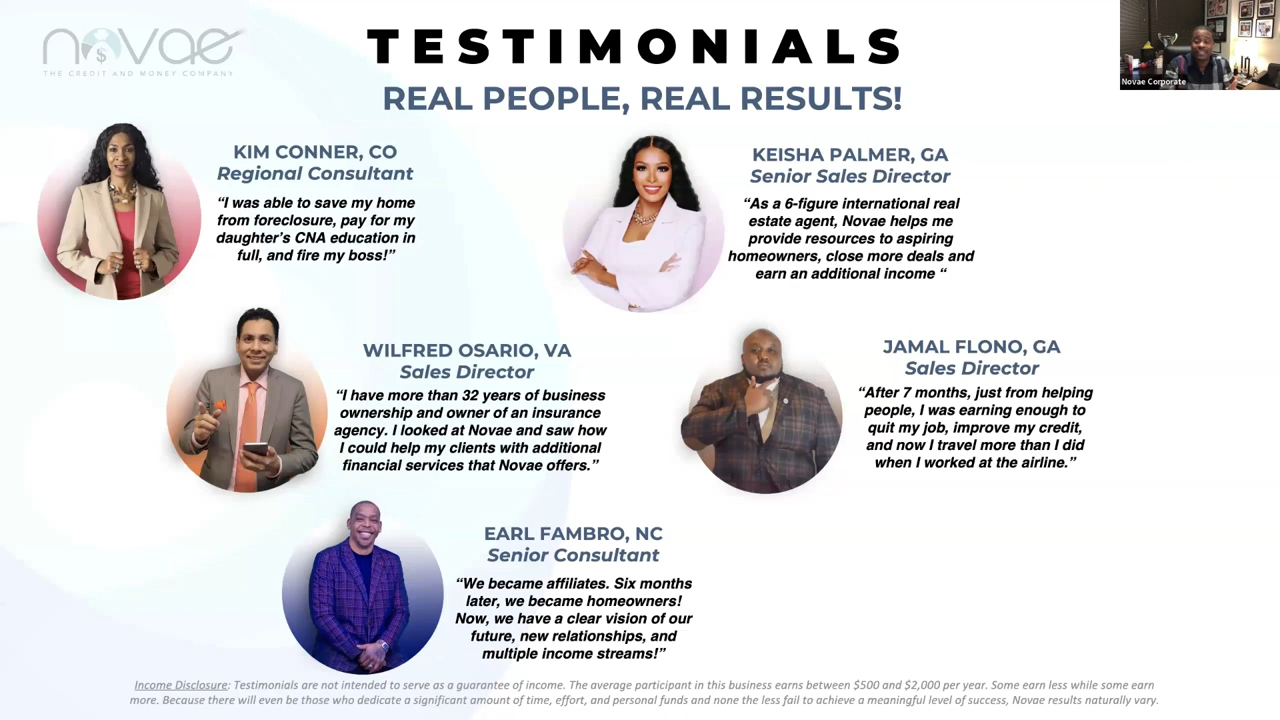 novae
THE CREDIT AND MONEY COMPANY
TESTIMONIALS
REAL PEOPLE, REAL RESULTS!
Novae Corporate
KIM CONNER, CO
Regional Consultant
“I was able to save my home
from foreclosure, pay for my
daughter’s CNA education in
full, and fire my boss!”
KEISHA PALMER, GA
Senior Sales Director
“As a 6-figure international real
estate agent, Novae helps me
provide resources to aspiring
homeowners, close more deals and
earn an additional income “
WILFRED OSARIO, VA
Sales Director
“I have more than 32 years of business
ownership and owner of an insurance
agency. I looked at Novae and saw how
I could help my clients with additional
financial services that Novae offers.”
JAMAL FLONO, GA
Sales Director
“After 7 months, just from helping
people, I was earning enough to
quit my job, improve my credit,
and now I travel more than I did
when I worked at the airline.”
EARL FAMBRO, NC
Senior Consultant
“We became affiliates. Six months
later, we became homeowners!
Now, we have a clear vision of our
future, new relationships, and
multiple income streams!”
Income Disclosure: Testimonials are not intended to serve as a guarantee of income. The average participant in this business earns between $500 and $2,000 per year. Some earn less while some earn
more. Because there will even be those who dedicate a significant amount of time, effort, and personal funds and none the less fail to achieve a meaningful level of success, Novae results naturally vary.